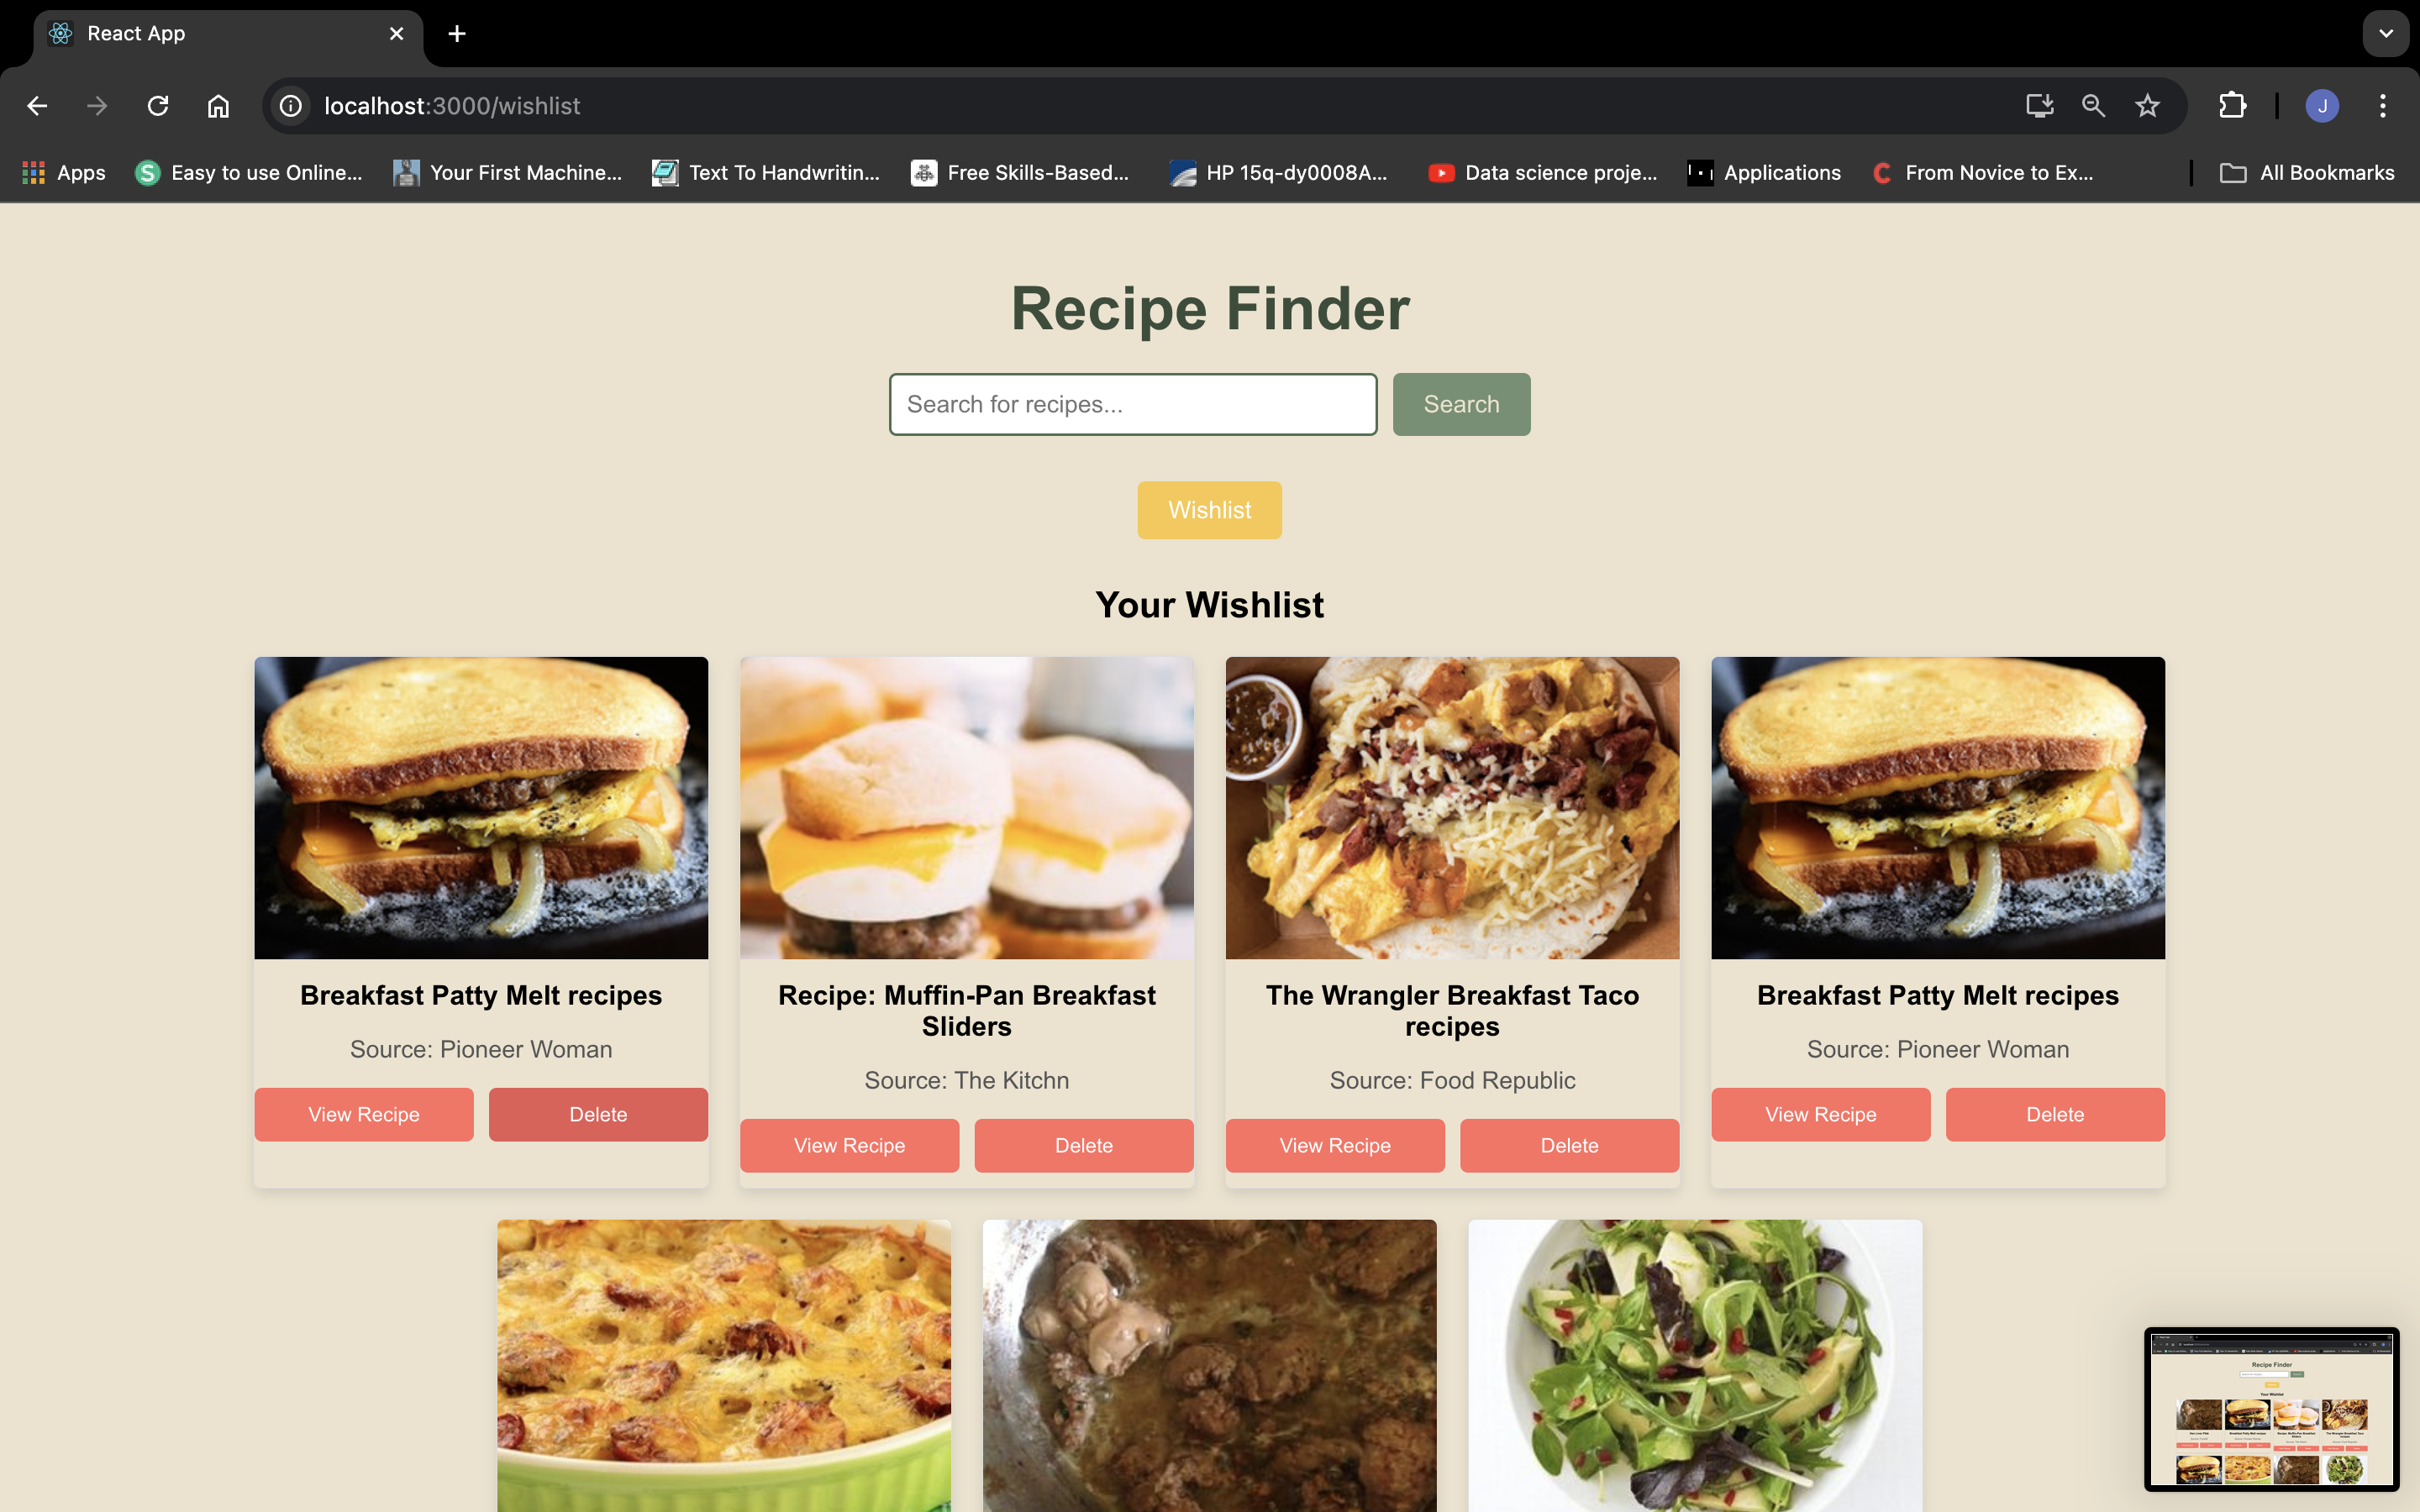 React App
localhost:3000/wishlist
J
Apps
Easy to use Online...
Your First Machine...
Text To Handwritin...
Free Skills-Based...
HP 15q-dy0008A...
Data science proje...
Applications
From Novice to Ex...
All Bookmarks
Recipe Finder
Search for recipes...
Search
Wishlist
Your Wishlist
Breakfast Patty Melt recipes
Source: Pioneer Woman
View Recipe
Delete
Recipe: Muffin-Pan Breakfast
Sliders
Source: The Kitchn
View Recipe
Delete
The Wrangler Breakfast Taco
recipes
Source: Food Republic
View Recipe
Delete
Breakfast Patty Melt recipes
Source: Pioneer Woman
View Recipe
Delete
Recipe Finder
Your Wishlist